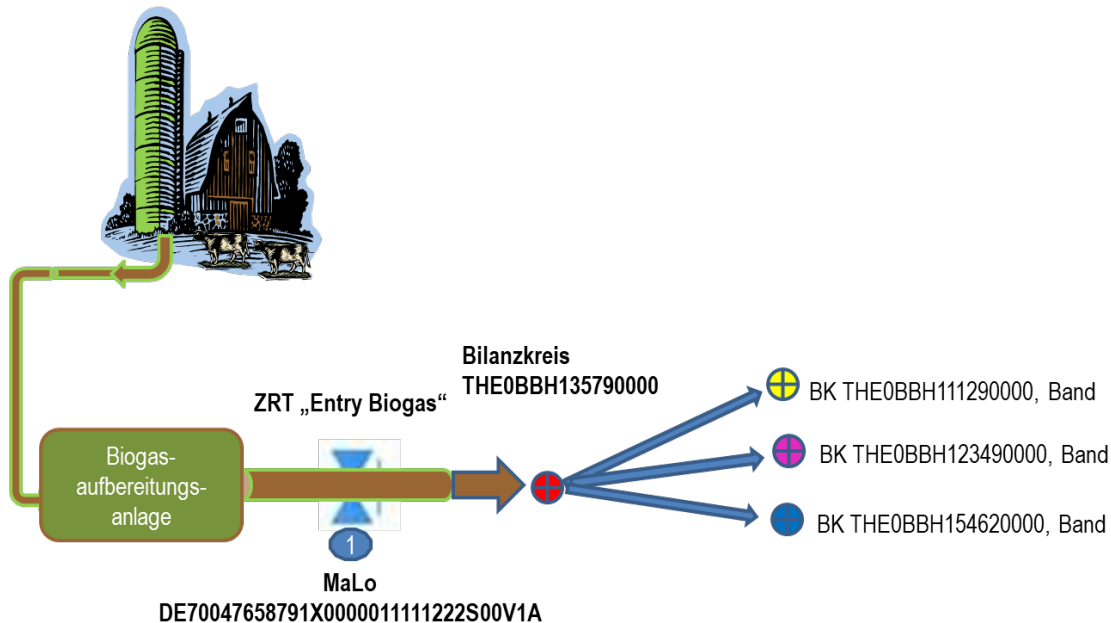 Bilanzkreis
THE0BBH135790000
ZRT „Entry Biogas“
BK THE0BBH111290000, Band
BK THE0BBH123490000, Band
BK THE0BBH154620000, Band
Biogas-
aufbereitungs-
anlage
1
MaLo
DE70047658791X0000011111222S00V1A